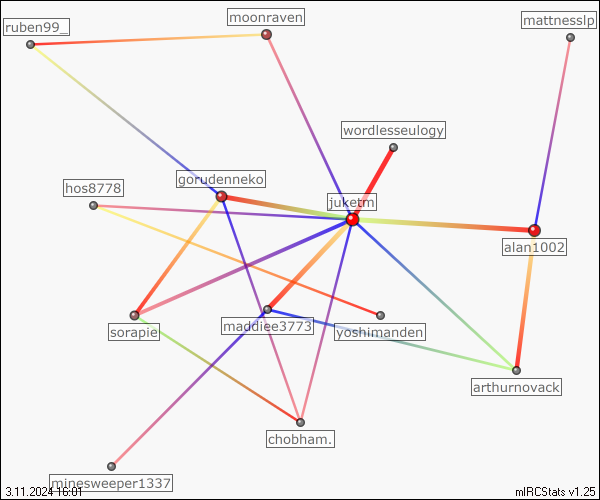 moonraven
mattnesslp
ruben99_
wordlesseulogy
gorudenneko
hos8778
juketm
alan1002
sorapie
maddiee3773
yoshimanden
arthurnovack
chobham.
minesweeper1337
3.11.2024 16:01
mIRCStats v1.25